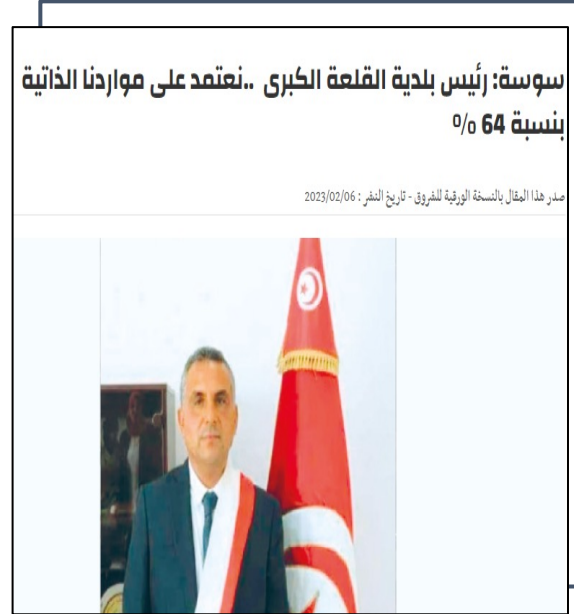 سوسة: رئيس بلدية القلعة الكبرى ..نعتمد على مواردنا الذاتية
بنسبة 64 %
صدر هذا المقال بالنسخة الورقية للشروق - تاريخ النشر : 2023/02/06